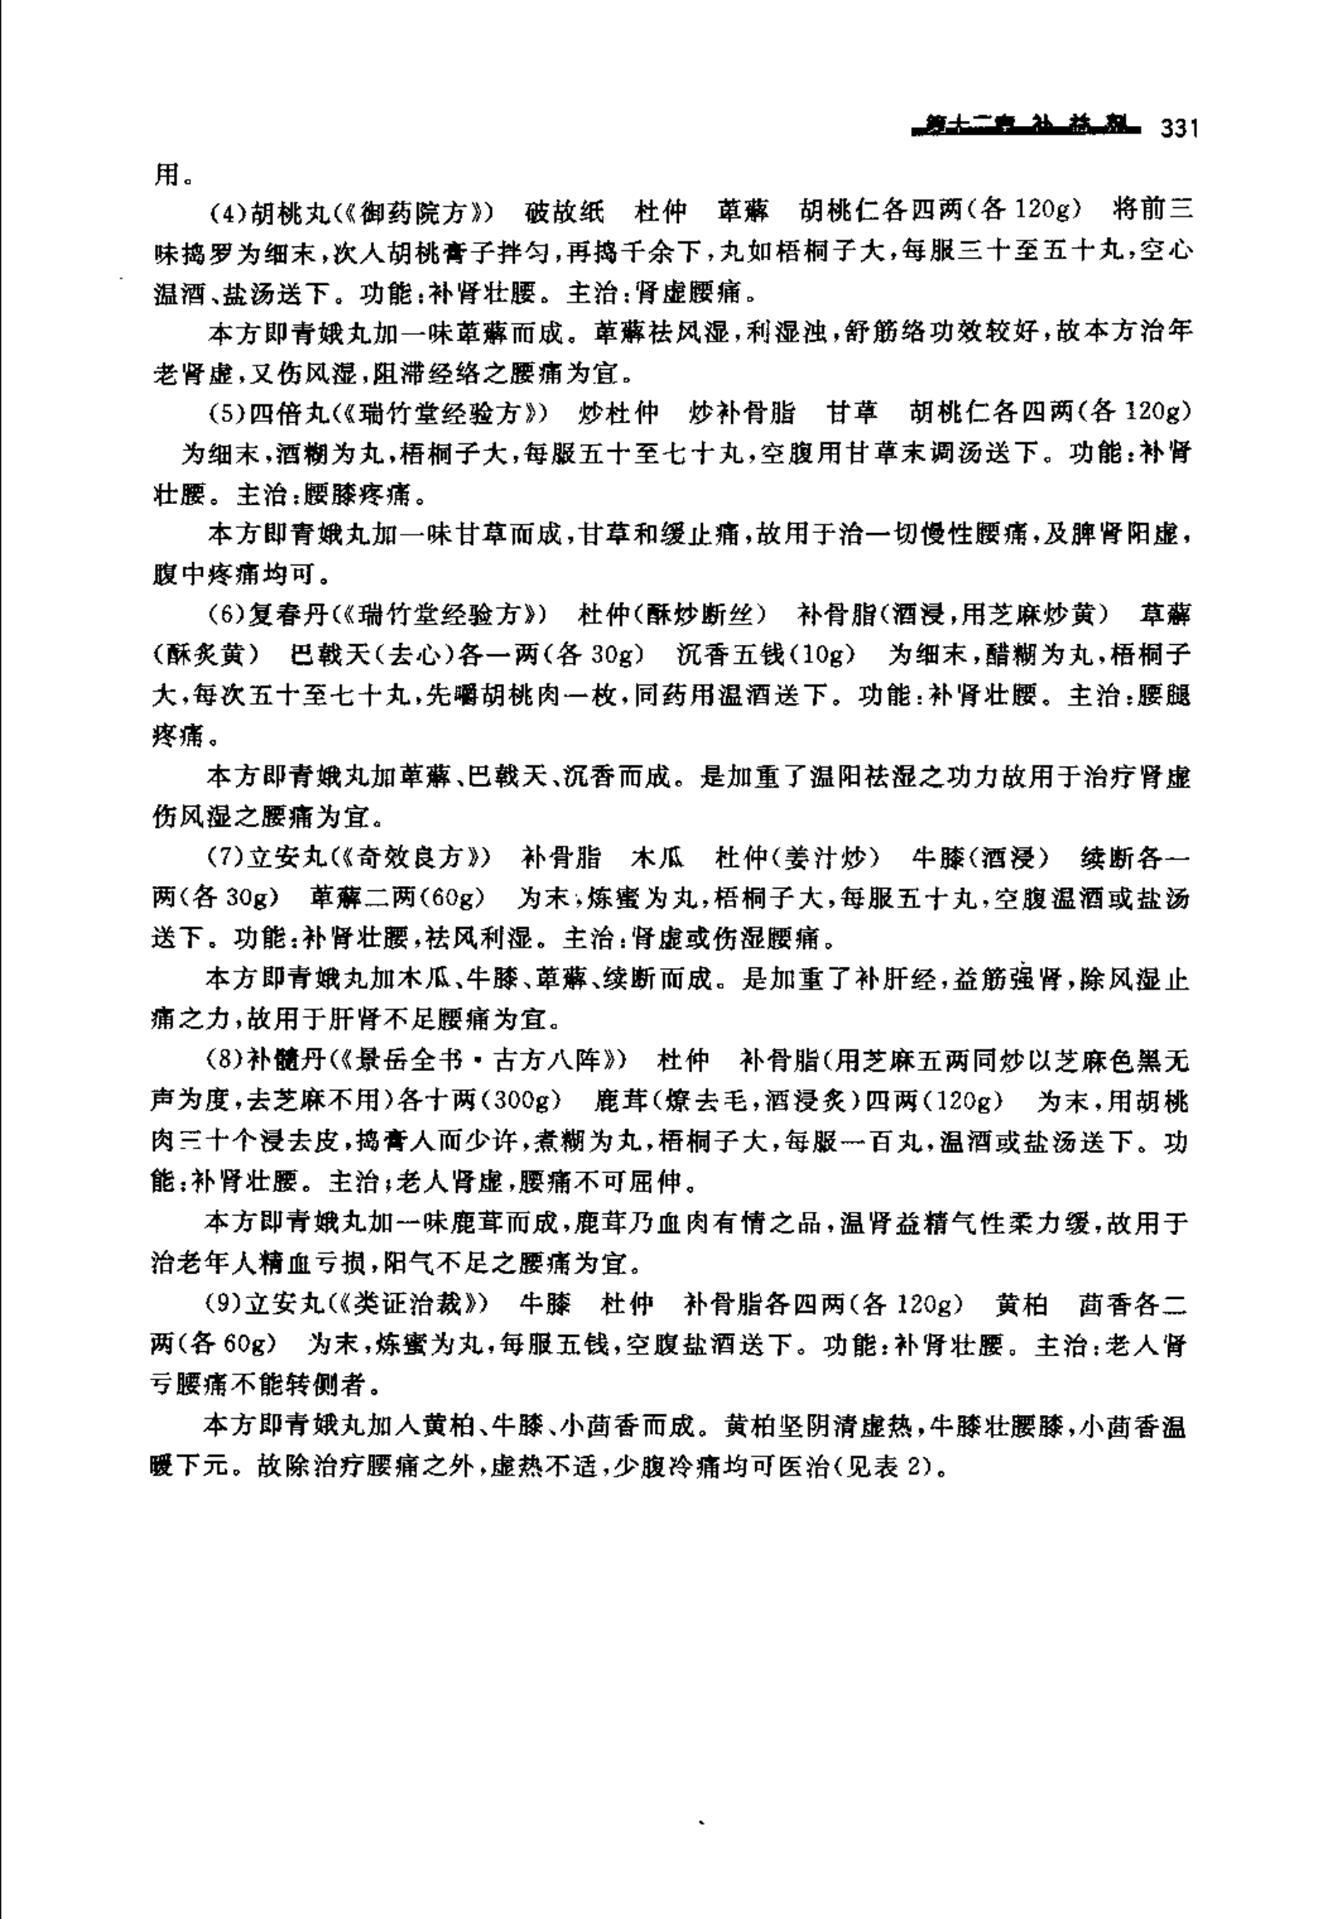 第十二章 补益剂 331
用。
(4)胡桃丸(《御药院方》) 破故纸 杜仲 萆薢 胡桃仁各四两(各120g) 将前三
味捣罗为细末,次人胡桃膏子拌匀,再捣千余下,丸如梧桐子大,每服三十至五十丸,空心
温酒、盐汤送下。功能:补肾壮腰。主治:肾虚腰痛。
本方即青娥丸加一味萆薢而成。萆薢祛风湿,利湿浊,舒筋络功效较好,故本方治年
老肾虚,又伤风湿,阻滞经络之腰痛为宜。
(5)四倍丸(《瑞竹堂经验方》) 炒杜仲 炒补骨脂 甘草 胡桃仁各四两(各120g)
为细末,酒糊为丸,梧桐子大,每服五十至七十丸,空腹用甘草末调汤送下。功能:补肾
壮腰。主治:腰膝疼痛。
本方即青娥丸加一味甘草而成,甘草和缓止痛,故用于治一切慢性腰痛,及脾肾阳虚,
腹中疼痛均可。
(6)复春丹(《瑞竹堂经验方》) 杜仲(酥炒断丝) 补骨脂(酒浸,用芝麻炒黄) 草薢
(酥炙黄) 巴戟天(去心)各一两(各30g) 沉香五钱(10g) 为细末,醋糊为丸,梧桐子
大,每次五十至七十丸,先嚼胡桃肉一枚,同药用温酒送下。功能:补肾壮腰。主治:腰腿
疼痛。
本方即青娥丸加萆薢、巴戟天、沉香而成。是加重了温阳祛湿之功力故用于治疗肾虚
伤风湿之腰痛为宜。
(7)立安丸(《奇效良方》) 补骨脂 木瓜 杜仲(姜汁炒) 牛膝(酒浸) 续断各一
两(各30g) 萆薢二两(60g) 为末,炼蜜为丸,梧桐子大,每服五十丸,空腹温酒或盐汤
送下。功能:补肾壮腰,祛风利湿。主治:肾虚或伤湿腰痛。
本方即青娥丸加木瓜、牛膝、萆薢、续断而成。是加重了补肝经,益筋强肾,除风湿止
痛之力,故用于肝肾不足腰痛为宜。
(8)补髓丹(《景岳全书·古方八阵》) 杜仲 补骨脂(用芝麻五两同炒以芝麻色黑无
声为度,去芝麻不用)各十两(300g) 鹿茸(燎去毛,酒浸炙)四两(120g) 为末,用胡桃
肉三十个浸去皮,捣膏人面少许,煮糊为丸,梧桐子大,每服一百丸,温酒或盐汤送下。功
能:补肾壮腰。主治:老人肾虚,腰痛不可屈伸。
本方即青娥丸加一味鹿茸而成,鹿茸乃血肉有情之品,温肾益精气性柔力缓,故用于
治老年人精血亏损,阳气不足之腰痛为宜。
(9)立安丸(《类证治裁》) 牛膝 杜仲 补骨脂各四两(各120g) 黄柏 茴香各二
两(各60g) 为末,炼蜜为丸,每服五钱,空腹盐酒送下。功能:补肾壮腰。主治:老人肾
亏腰痛不能转侧者。
本方即青娥丸加人黄柏、牛膝、小茴香而成。黄柏坚阴清虚热,牛膝壮腰膝,小茴香温
暖下元。故除治疗腰痛之外,虚热不适,少腹冷痛均可医治(见表2)。